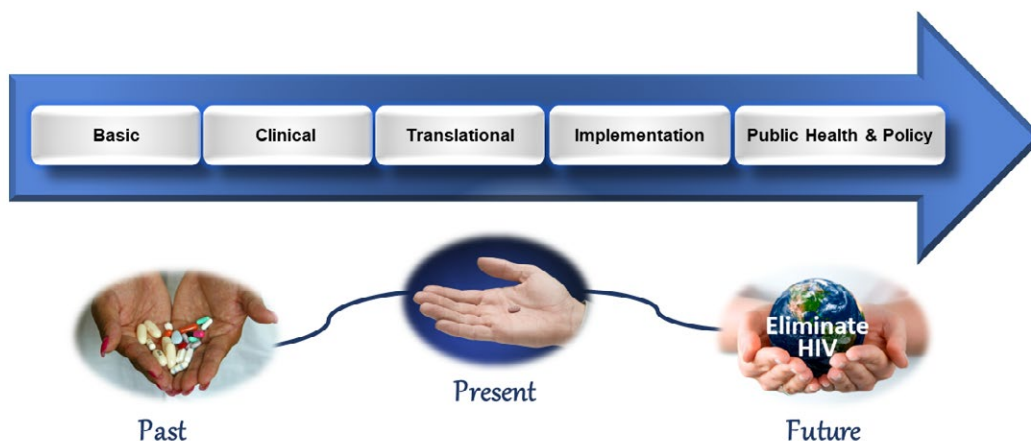 Basic
Clinical
Translational
Implementation
Public Health & Policy
Eliminate
HIV
Past
Present
Future